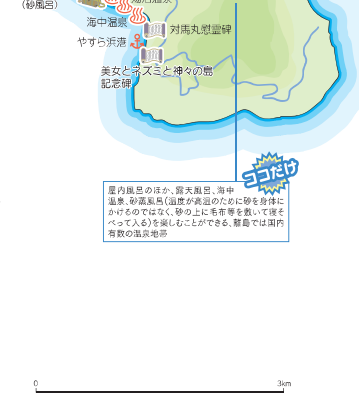 (砂風呂)
海中温泉
対馬丸慰霊碑
やすら浜港
美女とネズミと神々の島
記念碑
ココだけ
屋内風呂のほか、露天風呂、海中
温泉、砂蒸風呂(温度が高温のために砂を身体に
かけるのではなく、砂の上に毛布等を敷いて寝そ
べって入る)を楽しむことができる、離島では国内
有数の温泉地帯
0 3km